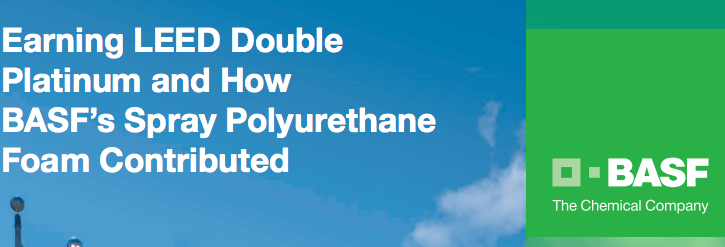 Earning LEED Double
Platinum and How
BASF's Spray Polyurethane
Foam Contributed
BASF
The Chemical Company